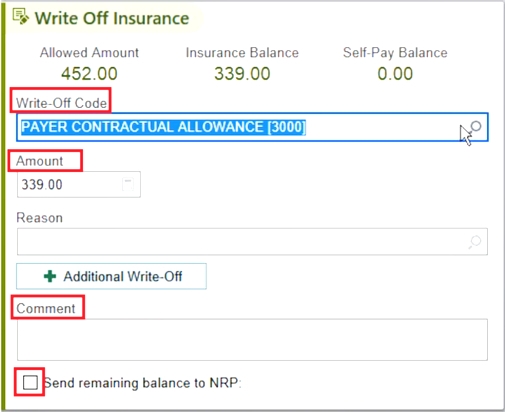 Write Off Insurance
Allowed Amount Insurance Balance Self-Pay Balance
452.00 339.00 0.00
Write-Off Code
PAYER CONTRACTUAL ALLOWANCE [3000]
Amount
339.00
Reason
Additional Write-Off
Comment
Send remaining balance to NRP: